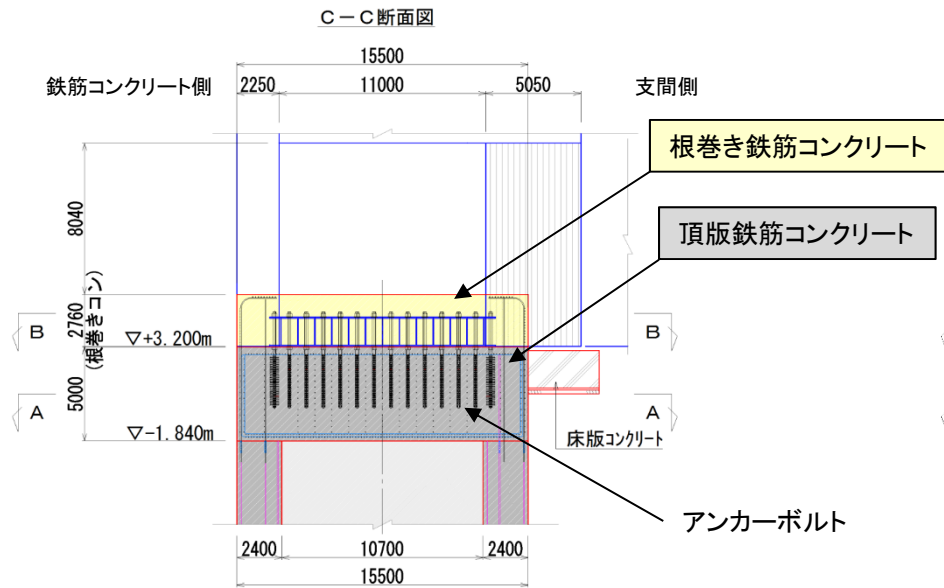 C-C断面図
15500
鉄筋コンクリート側
2250
11000
5050
支間側
根巻き鉄筋コンクリート
8040
頂版鉄筋コンクリート
2760
(根巻きコン)
B
B
▽+3.200m
5000
A
A
▽-1.840m
床版コンクリート
アンカーボルト
2400
10700
2400
15500